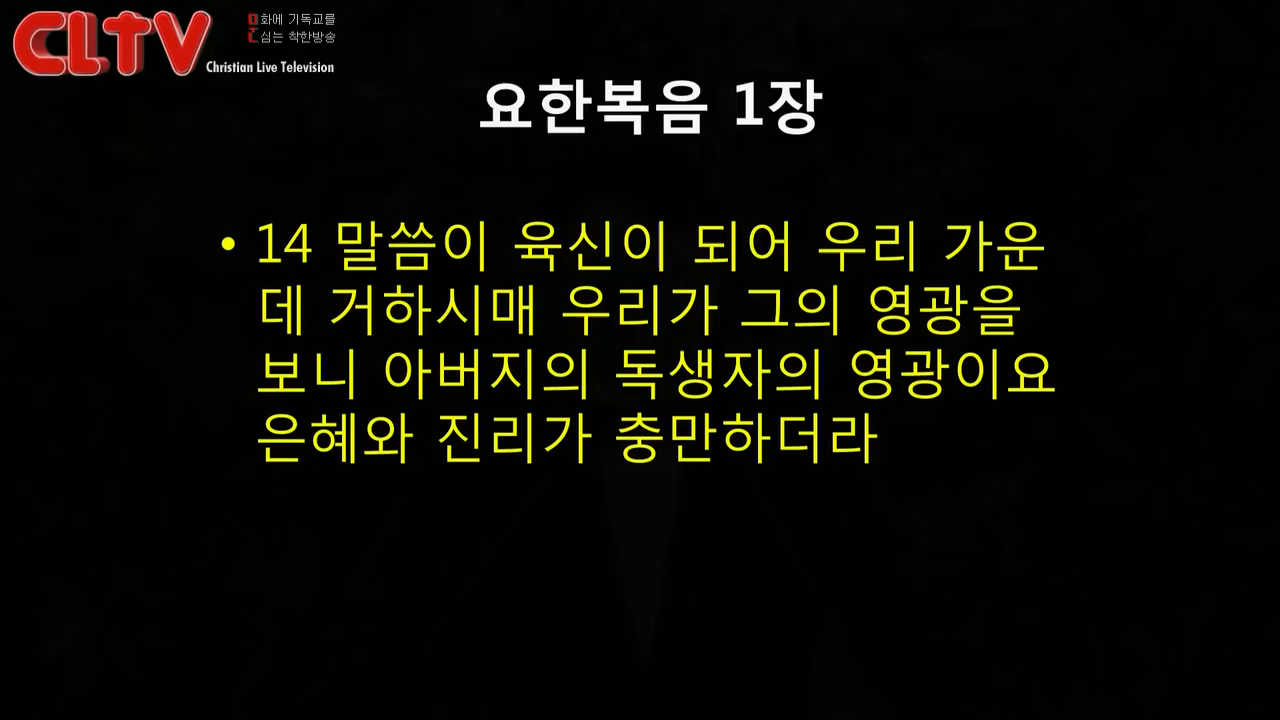 CLTV
문화에 기독교를
심는 착한방송
Christian Live Television
요한복음 1장
• 14 말씀이 육신이 되어 우리 가운
데 거하시매 우리가 그의 영광을
보니 아버지의 독생자의 영광이요
은혜와 진리가 충만하더라